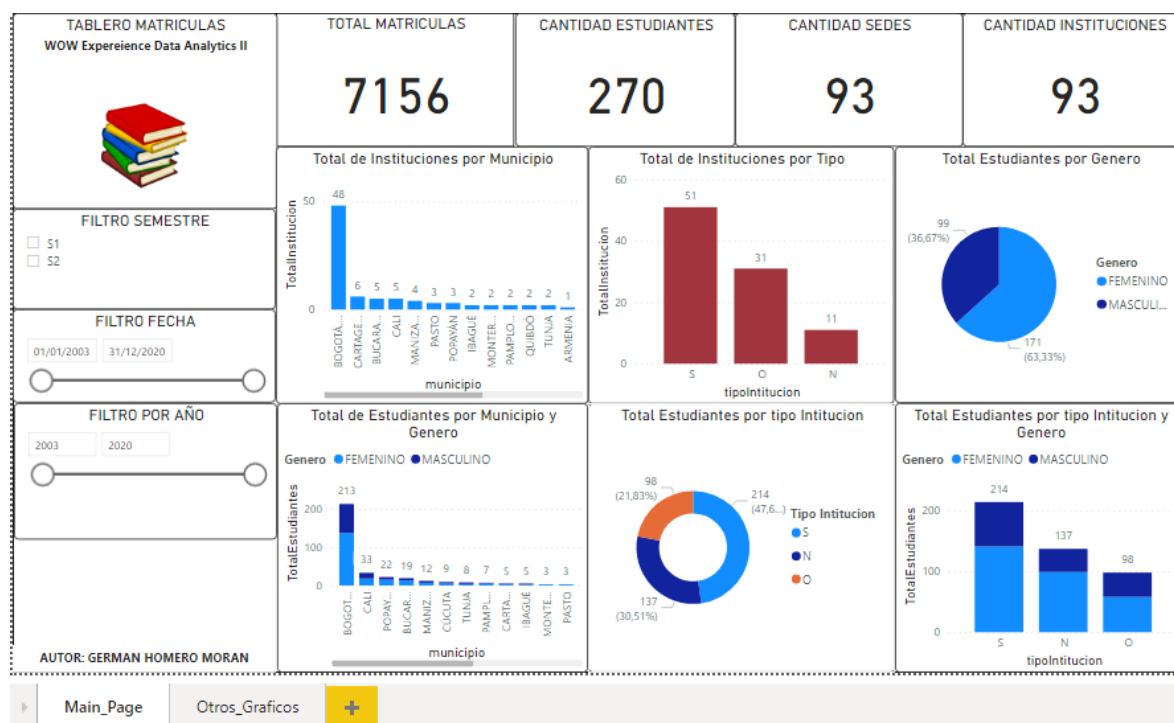 TABLERO MATRICULAS
WOW Expereience Data Analytics II
TOTAL MATRICULAS
7156
CANTIDAD ESTUDIANTES
270
CANTIDAD SEDES
93
CANTIDAD INSTITUCIONES
93
FILTRO SEMESTRE
S1
S2
FILTRO FECHA
01/01/2003 31/12/2020
FILTRO POR AÑO
2003 2020
AUTOR: GERMAN HOMERO MORAN
Total de Instituciones por Municipio
TotalInstitucion
50
0
48
6
5
5
4
3
3
2
2
2
2
2
1
BOGOTÁ,...
CARTAGE...
BUCARA...
CALI
MANIZA...
PASTO
POPAYÁN
IBAGUÉ
MONTER...
PAMPLO...
QUIBDÓ
TUNJA
ARMENIA
municipio
Total de Instituciones por Tipo
TotalInstitucion
60
40
20
0
51
31
11
S
O
N
tipoIntitucion
Total Estudiantes por Genero
99
(36,67%)
171
(63,33%)
Genero
FEMENINO
MASCULI...
Total de Estudiantes por Municipio y
Genero
Genero FEMENINO MASCULINO
TotalEstudiantes
200
100
0
213
33
22
19
12
9
8
7
5
5
3
3
BOGOT...
CALI
POPAY...
BUCAR...
MANIZ...
CÚCUTA
TUNJA
PAMPL...
CARTA...
IBAGUÉ
MONTE...
PASTO
municipio
Total Estudiantes por tipo Intitucion
98
(21,83%)
214
(47,6...)
137
(30,51%)
Tipo Intitucion
S
N
O
Total Estudiantes por tipo Intitucion y
Genero
Genero FEMENINO MASCULINO
TotalEstudiantes
200
100
0
214
137
98
S
N
O
tipoIntitucion
Main_Page
Otros_Graficos
+